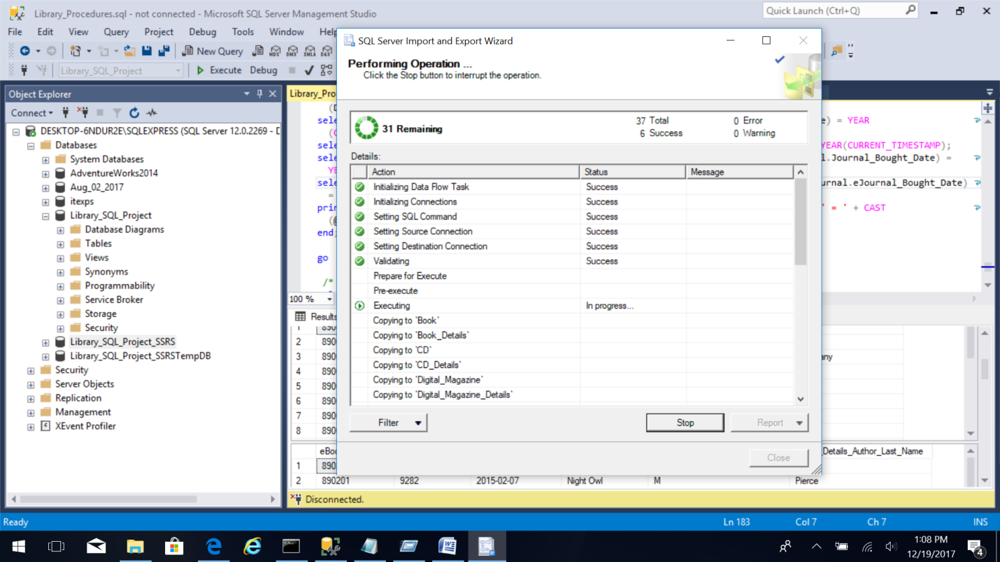 Library_Procedures.sql - not connected - Microsoft SQL Server Management Studio
Quick Launch (Ctrl+Q)
File Edit View Query Project Debug Tools Window Help
New Query
Library_SQL_Project Execute Debug
Object Explorer
Connect
DESKTOP-6NDUR2E\SQLEXPRESS (SQL Server 12.0.2269 - D
Databases
System Databases
AdventureWorks2014
Aug_02_2017
itexps
Library_SQL_Project
Database Diagrams
Tables
Views
Synonyms
Programmability
Service Broker
Storage
Security
Library_SQL_Project_SSRS
Library_SQL_Project_SSRSTempDB
Security
Server Objects
Replication
Management
XEvent Profiler
Library_Pro
sele
sele
sele
YE
sele
=
prin
end;
go
/*
100 %
Results
e) = YEAR
YEAR(CURRENT_TIMESTAMP);
l.Journal_Bought_Date) =
urnal.eJournal_Bought_Date)
' = ' + CAST
SQL Server Import and Export Wizard
Performing Operation ...
Click the Stop button to interrupt the operation.
31 Remaining
37 Total 0 Error
6 Success 0 Warning
Details:
Action Status Message
Initializing Data Flow Task Success
Initializing Connections Success
Setting SQL Command Success
Setting Source Connection Success
Setting Destination Connection Success
Validating Success
Prepare for Execute
Pre-execute
Executing In progress...
Copying to `Book`
Copying to `Book_Details`
Copying to `CD`
Copying to `CD_Details`
Copying to `Digital_Magazine`
Copying to `Digital_Magazine_Details`
Filter Stop Report
Close
2 890
3 890 any
4 890
5 890
6 890
7 890
8 890
eBoo _Details_Author_Last_Name
1 890
2 890201 9282 2015-02-07 Night Owl M Pierce
Disconnected.
Ready Ln 183 Col 7 Ch 7 INS
1:08 PM
12/19/2017
4